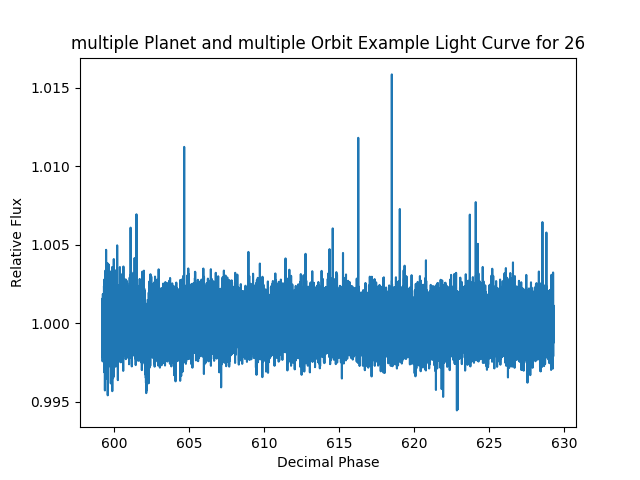 multiple Planet and multiple Orbit Example Light Curve for 26
1.015
1.010
1.005
1.000
0.995
Relative Flux
600 605 610 615 620 625 630
Decimal Phase